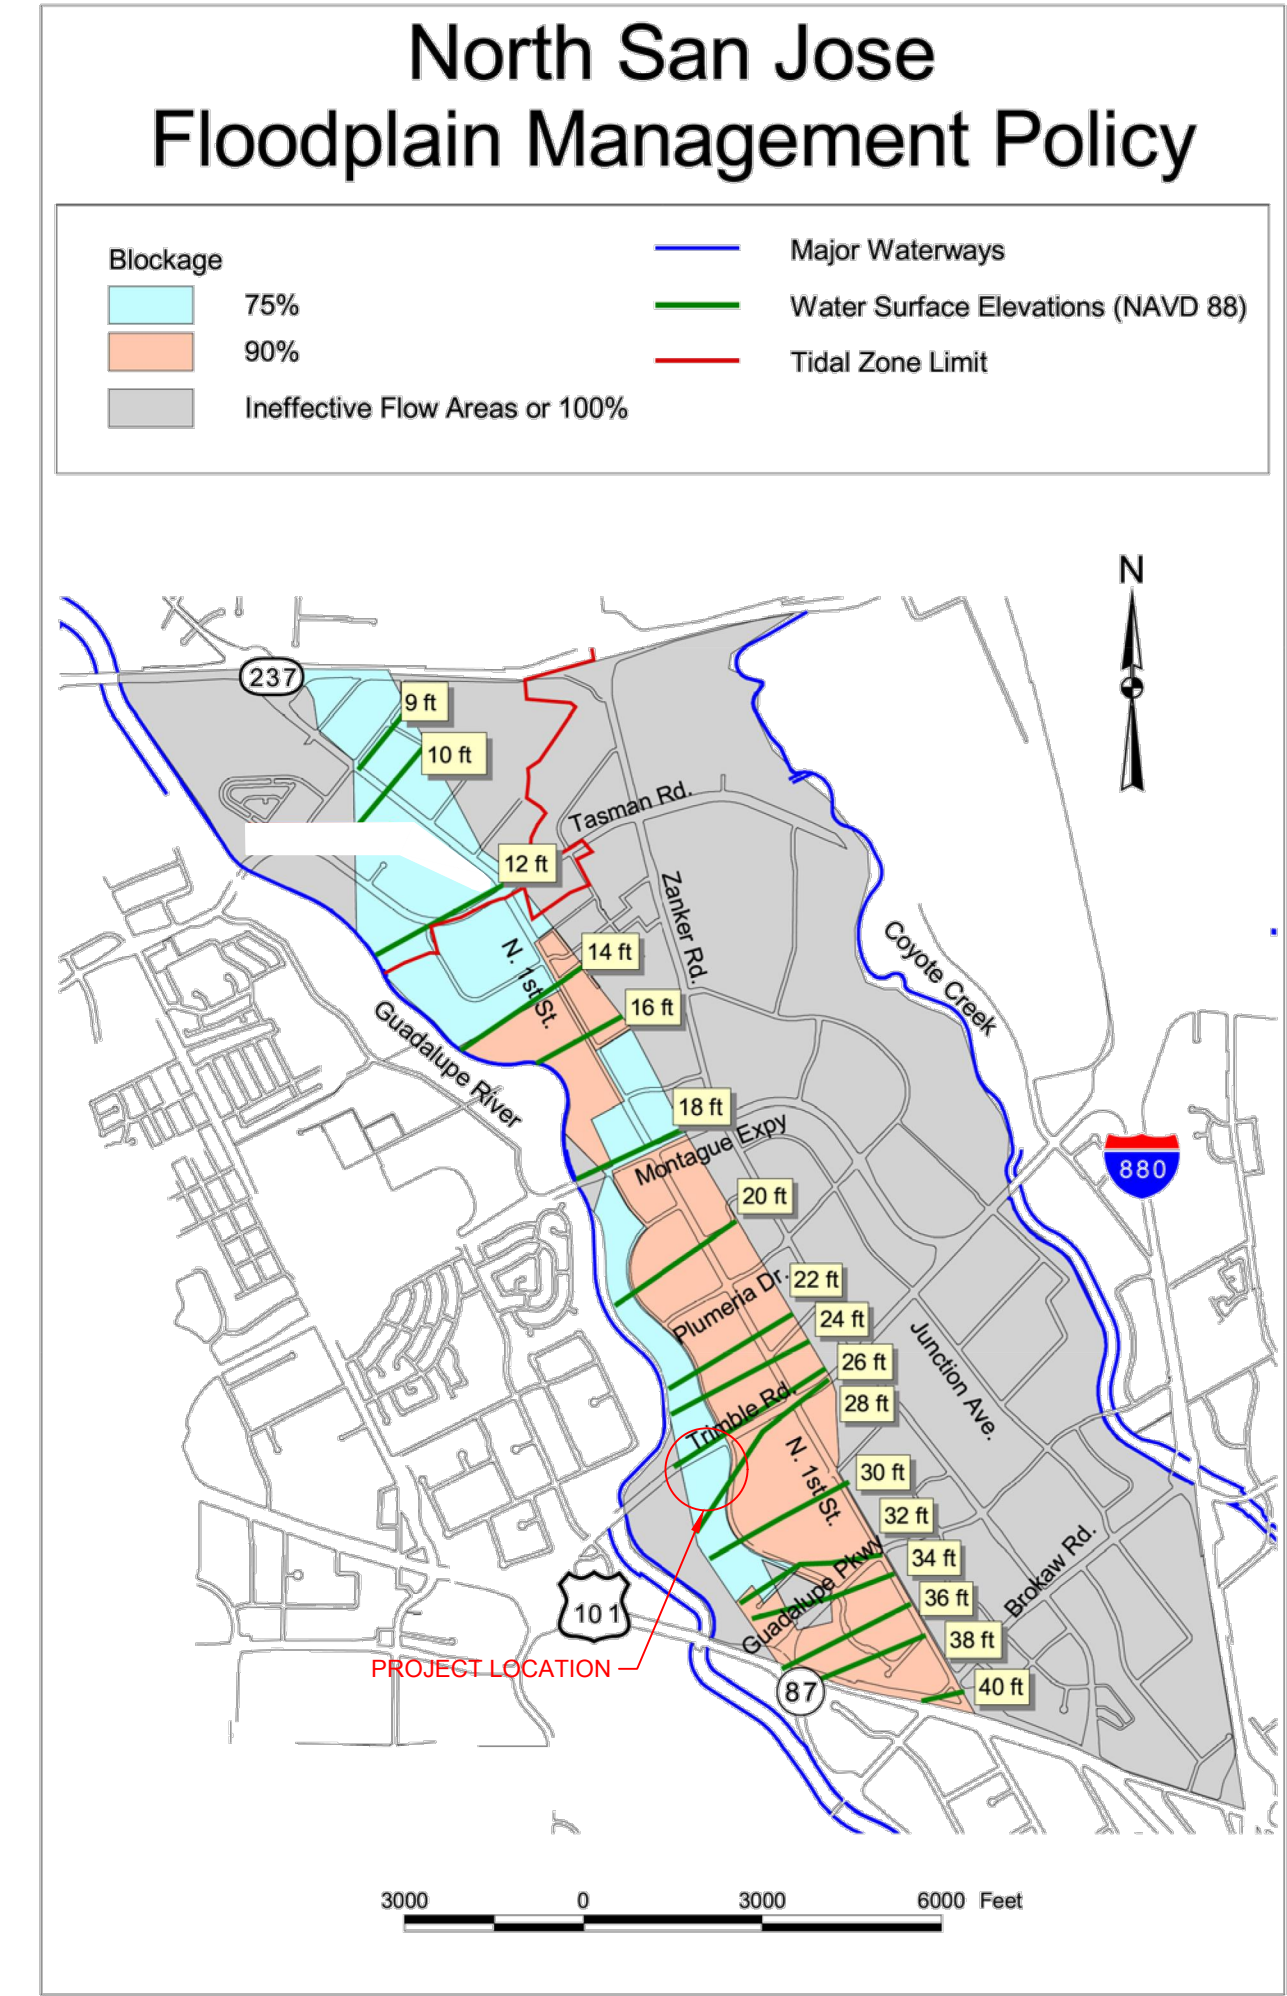 North San Jose
Floodplain Management Policy
Blockage
75%
90%
Ineffective Flow Areas or 100%
Major Waterways
Water Surface Elevations (NAVD 88)
Tidal Zone Limit
N
237
9 ft
10 ft
Tasman Rd.
12 ft
Zanker Rd.
14 ft
N. 1st St.
Coyote Creek
16 ft
Guadalupe River
18 ft
Montague Expy
880
20 ft
22 ft
Plumeria Dr.
24 ft
Junction Ave.
26 ft
28 ft
Trimble Rd.
N. 1st St.
30 ft
32 ft
34 ft
Guadalupe Pkwy
Brokaw Rd.
36 ft
101
38 ft
PROJECT LOCATION
87
40 ft
3000 0 3000 6000 Feet